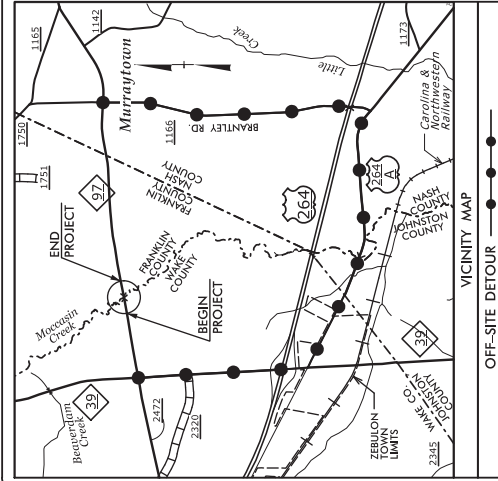 1165
1142
1750
1751
97
Murraytown
1166
BRANTLEY RD.
Little
Creek
1173
Carolina &
Northwestern
Railway
FRANKLIN
COUNTY
NASH
COUNTY
264
264
A
END
PROJECT
FRANKLIN
COUNTY
WAKE
COUNTY
BEGIN
PROJECT
Moccasin
Creek
NASH
COUNTY
JOHNSTON
COUNTY
39
Beaverdam
Creek
2472
2320
39
WAKE CO
JOHNSTON
COUNTY
ZEBULON
TOWN
LIMITS
2345
VICINITY MAP
OFF-SITE DETOUR